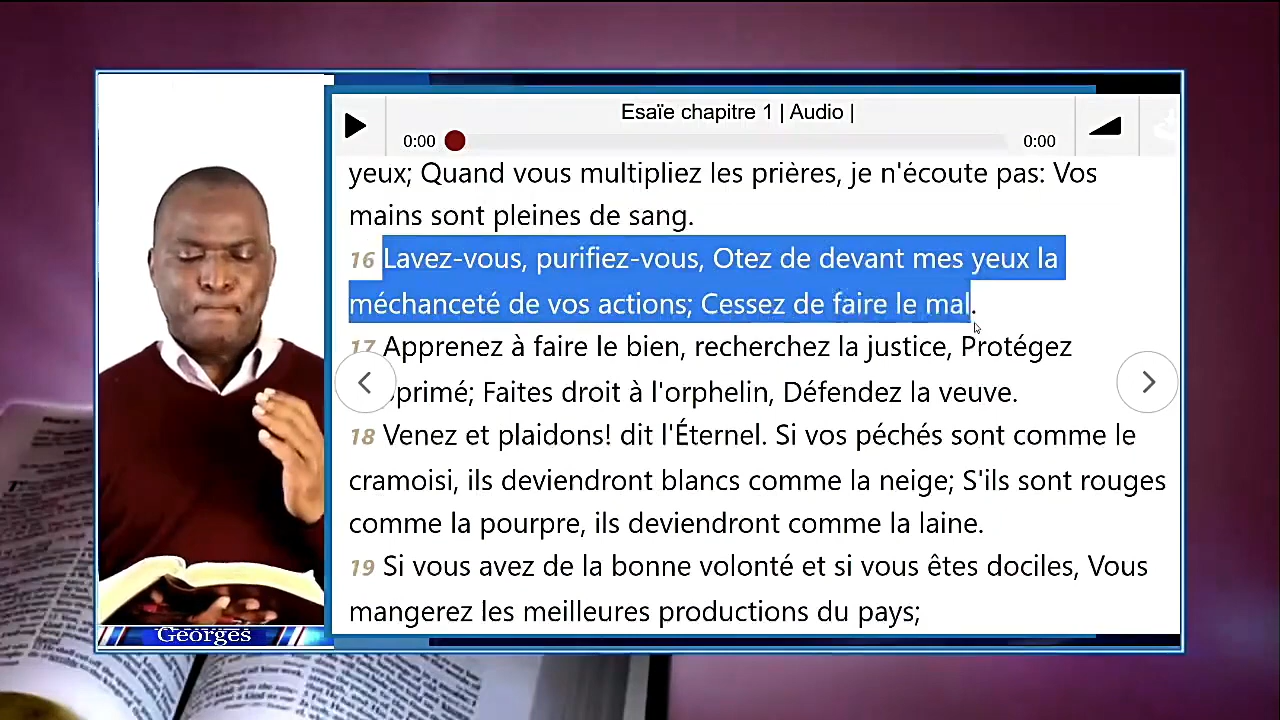 Esaïe chapitre 1 | Audio |
0:00
0:00
yeux; Quand vous multipliez les prières, je n'écoute pas: Vos
mains sont pleines de sang.
16 Lavez-vous, purifiez-vous, Otez de devant mes yeux la
méchanceté de vos actions; Cessez de faire le mal.
17 Apprenez à faire le bien, recherchez la justice, Protégez
primé; Faites droit à l'orphelin, Défendez la veuve.
18 Venez et plaidons! dit l'Éternel. Si vos péchés sont comme le
cramoisi, ils deviendront blancs comme la neige; S'ils sont rouges
comme la pourpre, ils deviendront comme la laine.
19 Si vous avez de la bonne volonté et si vous êtes dociles, Vous
mangerez les meilleures productions du pays;
Georges